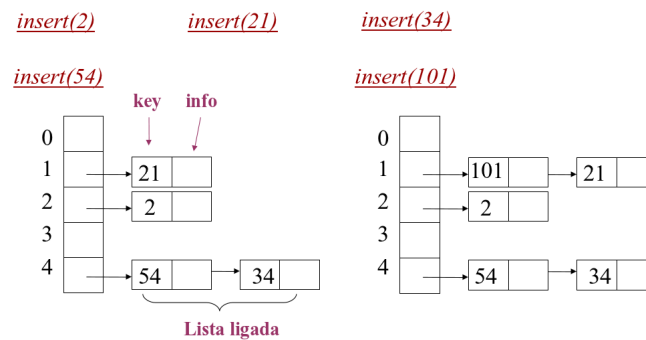 insert(2) insert(21) insert(34)
insert(54) insert(101)
key info
0
1 21
2 2
3
4 54 34
Lista ligada
0
1 101 21
2 2
3
4 54 34